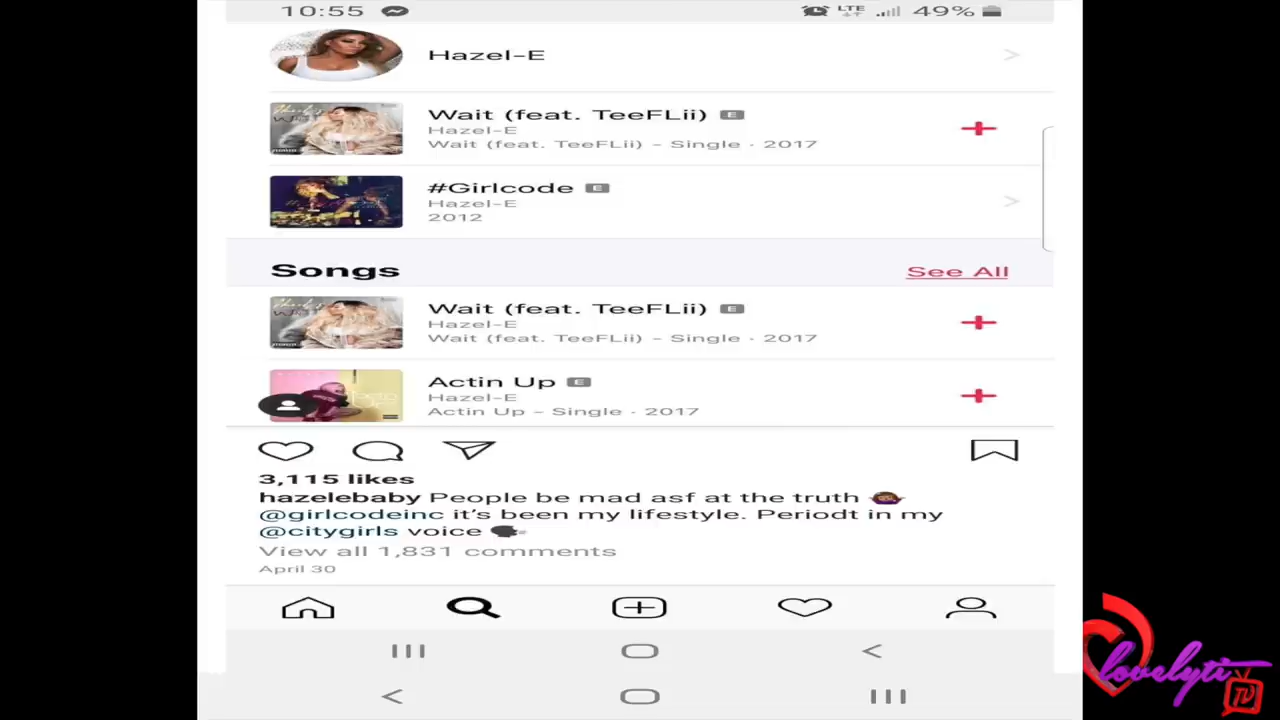 10:55
LTE 49%
Hazel-E
Wait (feat. TeeFLii) E
Hazel-E
Wait (feat. TeeFLii) - Single · 2017
#Girlcode E
Hazel-E
2012
Songs
See All
Wait (feat. TeeFLii) E
Hazel-E
Wait (feat. TeeFLii) - Single · 2017
Actin Up E
Hazel-E
Actin Up - Single · 2017
3,115 likes
hazelebaby People be mad asf at the truth
@girlcodeinc it's been my lifestyle. Periodt in my
@citygirls voice
View all 1,831 comments
April 30
lovelyti
TV